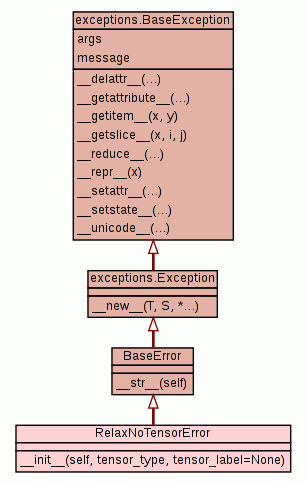 exceptions.BaseException
args
message
__delattr__(...)
__getattribute__(...)
__getitem__(x, y)
__getslice__(x, i, j)
__reduce__(...)
__repr__(x)
__setattr__(...)
__setstate__(...)
__unicode__(...)
exceptions.Exception
__new__(T, S, *...)
BaseError
__str__(self)
RelaxNoTensorError
__init__(self, tensor_type, tensor_label=None)